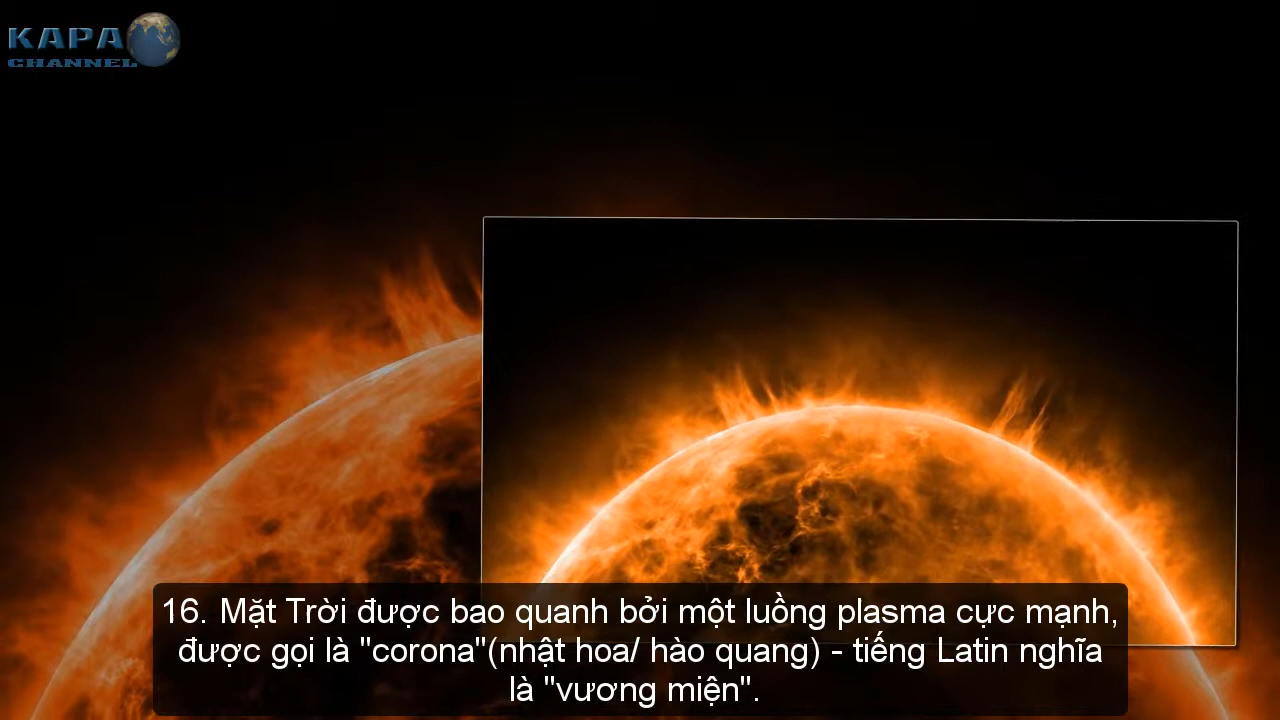 KAPA
CHANNEL
16. Mặt Trời được bao quanh bởi một luồng plasma cực mạnh,
được gọi là "corona"(nhật hoa/ hào quang) - tiếng Latin nghĩa
là "vương miện".